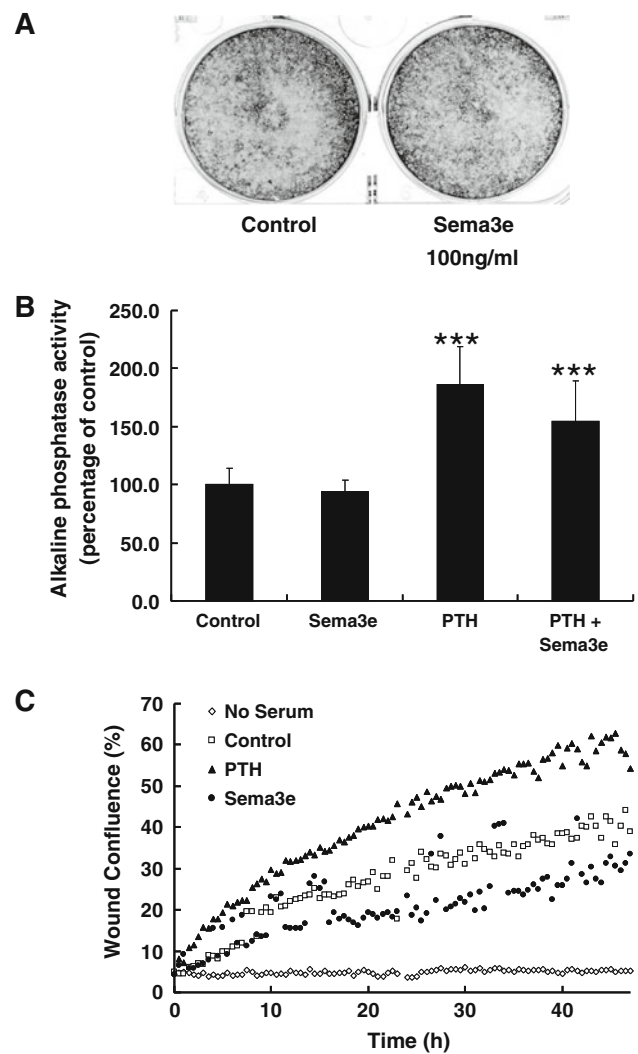 A
Control
Sema3e
100ng/ml
B
Alkaline phosphatase activity
(percentage of control)
250.0
200.0
150.0
100.0
50.0
0.0
***
***
Control
Sema3e
PTH
PTH +
Sema3e
C
Wound Confluence (%)
70
60
50
40
30
20
10
0
No Serum
Control
PTH
Sema3e
0
10
20
30
40
Time (h)